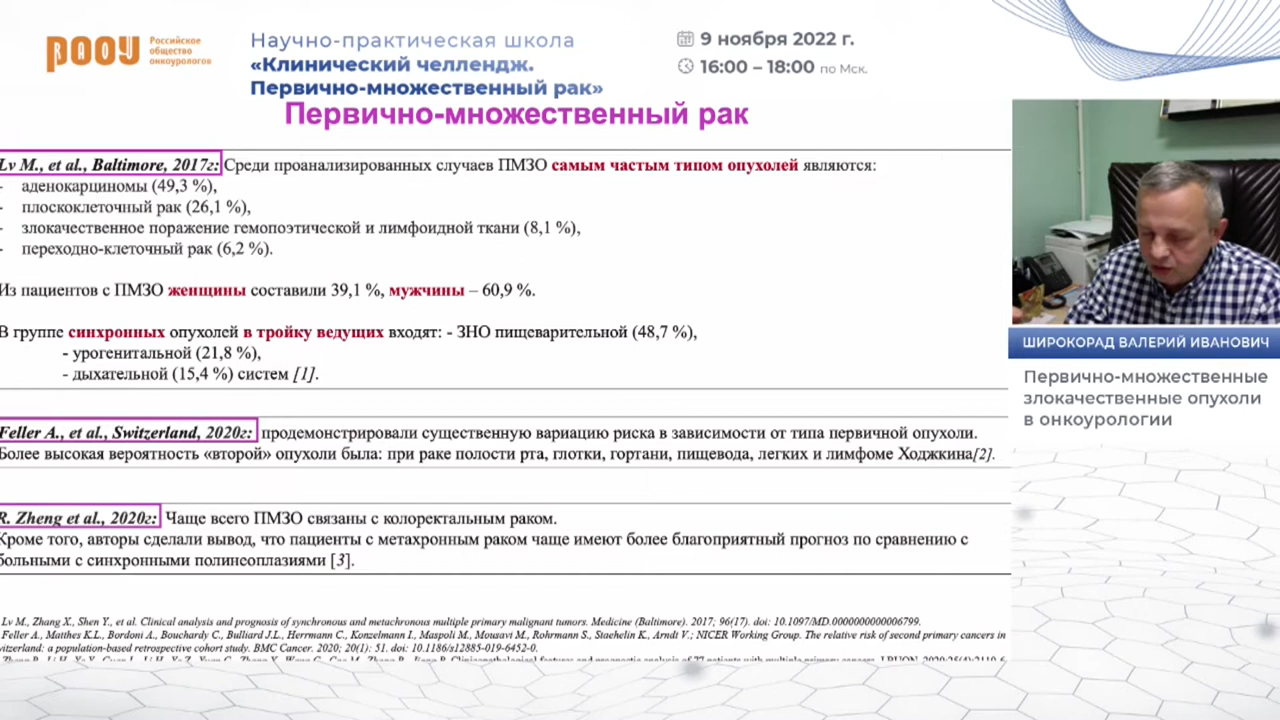 РАОУ
Российское
общество
онкоурологов
Научно-практическая школа
«Клинический челлендж.
Первично-множественный рак»
9 ноября 2022 г.
16:00 – 18:00 по Мск.
Первично-множественный рак
Lv M., et al., Baltimore, 2017г: Среди проанализированных случаев ПМЗО самым частым типом опухолей являются:
- аденокарциномы (49,3 %),
- плоскоклеточный рак (26,1 %),
- злокачественное поражение гемопоэтической и лимфоидной ткани (8,1 %),
- переходно-клеточный рак (6,2 %).
Из пациентов с ПМЗО женщины составили 39,1 %, мужчины – 60,9 %.
В группе синхронных опухолей в тройку ведущих входят: - ЗНО пищеварительной (48,7 %),
- урогенитальной (21,8 %),
- дыхательной (15,4 %) систем [1].
Feller A., et al., Switzerland, 2020г: продемонстрировали существенную вариацию риска в зависимости от типа первичной опухоли.
Более высокая вероятность «второй» опухоли была: при раке полости рта, глотки, гортани, пищевода, легких и лимфоме Ходжкина[2].
R. Zheng et al., 2020г: Чаще всего ПМЗО связаны с колоректальным раком.
Кроме того, авторы сделали вывод, что пациенты с метахронным раком чаще имеют более благоприятный прогноз по сравнению с
больными с синхронными полинеоплазиями [3].
Lv M., Zhang X., Shen Y., et al. Clinical analysis and prognosis of synchronous and metachronous multiple primary malignant tumors. Medicine (Baltimore). 2017; 96(17). doi: 10.1097/MD.0000000000006799.
Feller A., Matthes K.L., Bordoni A., Bouchardy C., Bulliard J.L., Herrmann C., Konzelmann I., Maspoli M., Mousavi M., Rohrmann S., Staehelin K., Arndt V.; NICER Working Group. The relative risk of second primary cancers in
witzerland: a population-based retrospective cohort study. BMC Cancer. 2020; 20(1): 51. doi: 10.1186/s12885-019-6452-0.
ШИРОКОРАД ВАЛЕРИЙ ИВАНОВИЧ
Первично-множественные
злокачественные опухоли
в онкоурологии